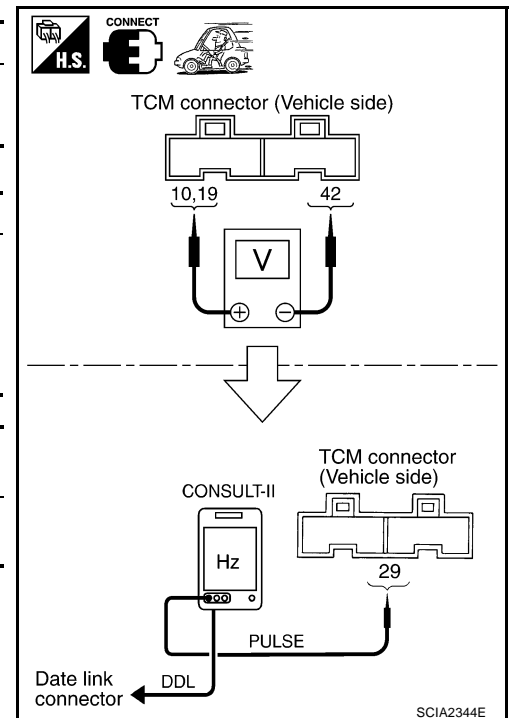 H.S.
CONNECT
TCM connector (Vehicle side)
10,19
42
V
+
−
CONSULT-II
TCM connector
(Vehicle side)
Hz
29
PULSE
DDL
Date link
connector
SCIA2344E